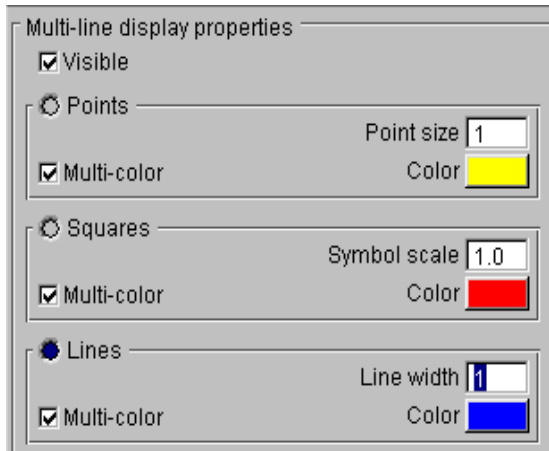 Multi-line display properties
Visible
Points
Point size 1
Multi-color Color
Squares
Symbol scale 1.0
Multi-color Color
Lines
Line width 1
Multi-color Color